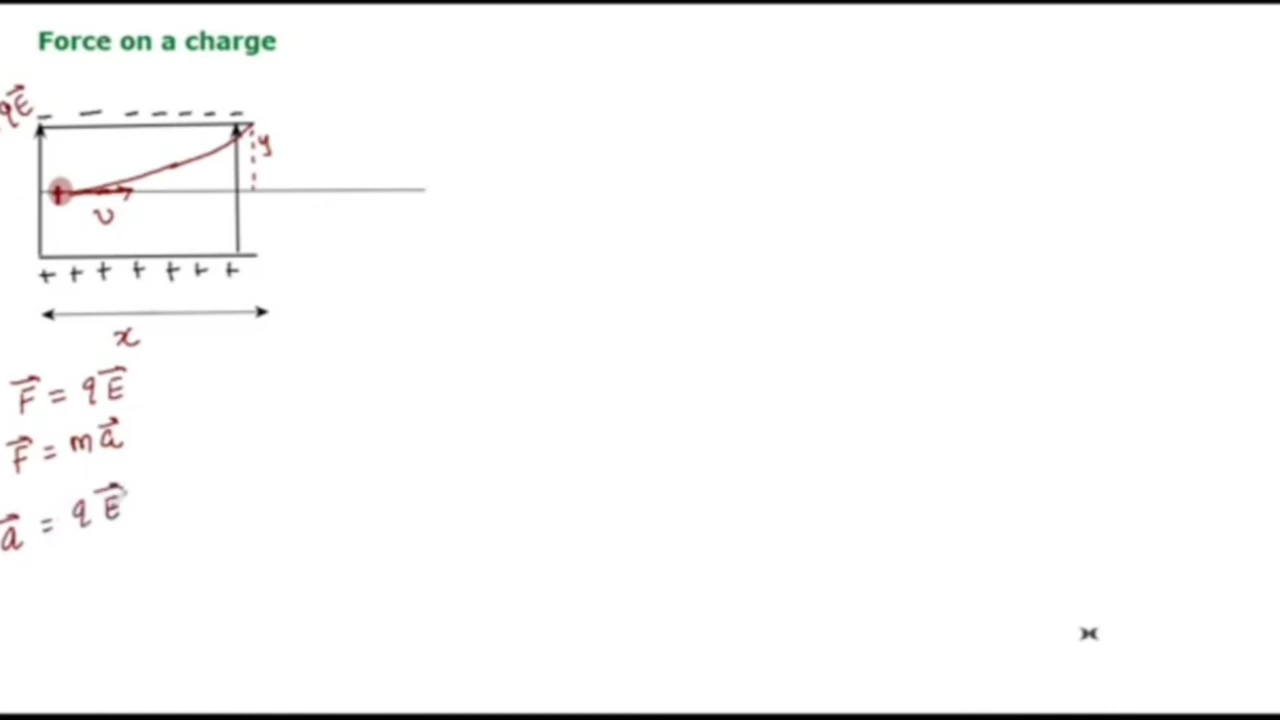 Force on a charge
qE⃗
- - - - - - - -
y
+
v
+ + + + + + +
x
F⃗ = qE⃗
F⃗ = ma⃗
a⃗ = qE⃗